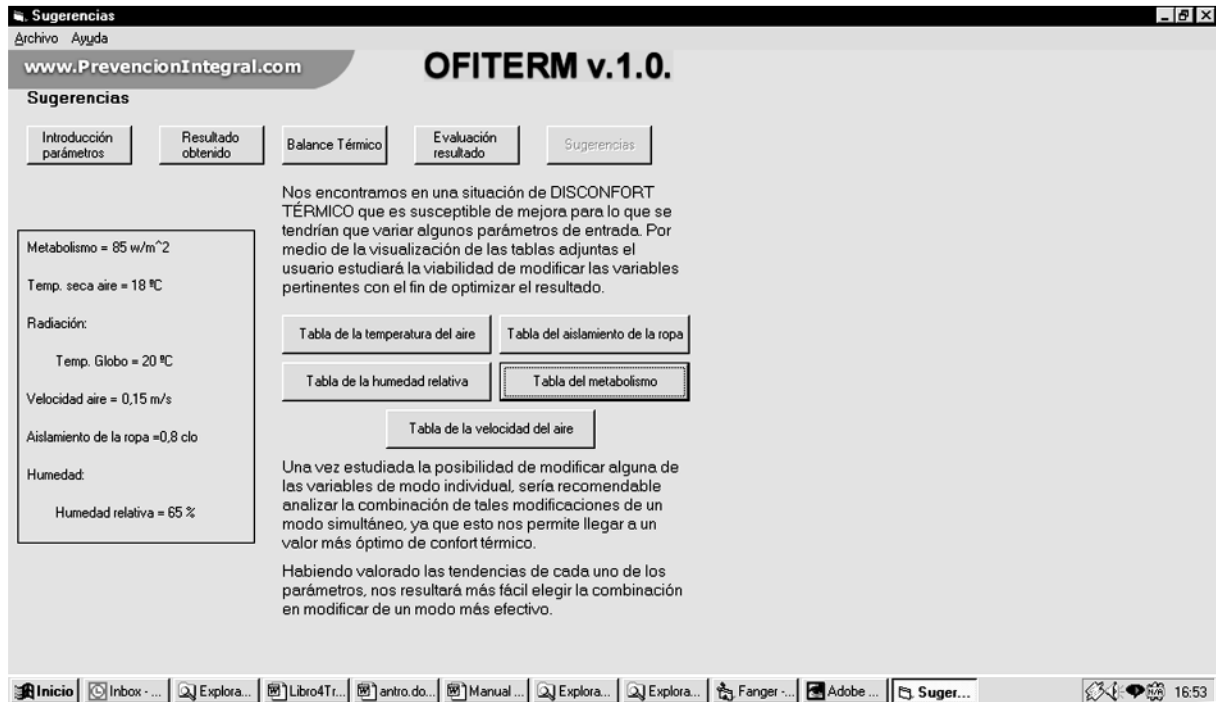 Sugerencias
Archivo Ayuda
www.PrevencionIntegral.com
OFITERM v.1.0.
Sugerencias
Introducción
parámetros
Resultado
obtenido
Balance Térmico
Evaluación
resultado
Sugerencias
Metabolismo = 85 w/m^2
Temp. seca aire = 18 ºC
Radiación:
Temp. Globo = 20 ºC
Velocidad aire = 0,15 m/s
Aislamiento de la ropa =0,8 clo
Humedad:
Humedad relativa = 65 %
Nos encontramos en una situación de DISCONFORT
TÉRMICO que es susceptible de mejora para lo que se
tendrían que variar algunos parámetros de entrada. Por
medio de la visualización de las tablas adjuntas el
usuario estudiará la viabilidad de modificar las variables
pertinentes con el fin de optimizar el resultado.
Tabla de la temperatura del aire
Tabla del aislamiento de la ropa
Tabla de la humedad relativa
Tabla del metabolismo
Tabla de la velocidad del aire
Una vez estudiada la posibilidad de modificar alguna de
las variables de modo individual, sería recomendable
analizar la combinación de tales modificaciones de un
modo simultáneo, ya que esto nos permite llegar a un
valor más óptimo de confort térmico.
Habiendo valorado las tendencias de cada uno de los
parámetros, nos resultará más fácil elegir la combinación
en modificar de un modo más efectivo.
Inicio
Inbox - ...
Explora...
Libro4Tr...
antro.do...
Manual ...
Explora...
Explora...
Fanger -...
Adobe ...
Suger...
16:53